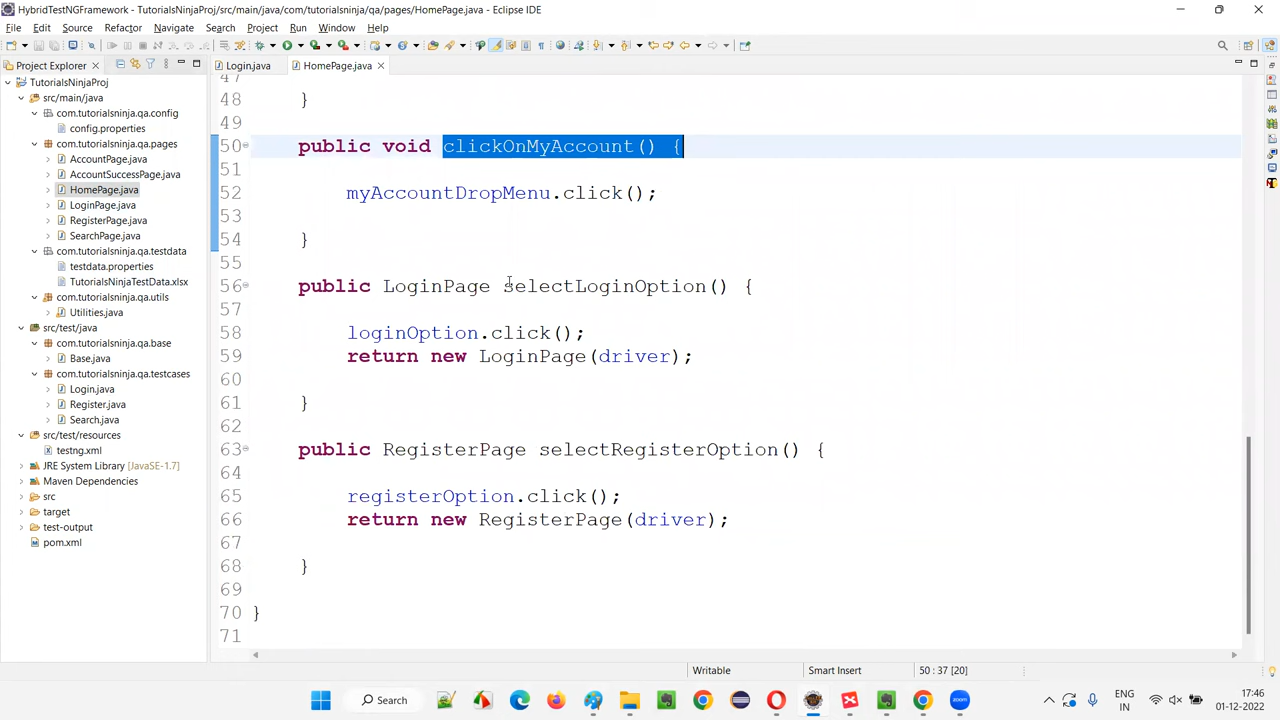 HybridTestNGFramework - TutorialsNinjaProj/src/main/java/com/tutorialsninja/qa/pages/HomePage.java - Eclipse IDE
File Edit Source Refactor Navigate Search Project Run Window Help
Project Explorer
Login.java
HomePage.java
TutorialsNinjaProj
src/main/java
com.tutorialsninja.qa.config
config.properties
com.tutorialsninja.qa.pages
AccountPage.java
AccountSuccessPage.java
HomePage.java
LoginPage.java
RegisterPage.java
SearchPage.java
com.tutorialsninja.qa.testdata
testdata.properties
TutorialsNinjaTestData.xlsx
com.tutorialsninja.qa.utils
Utilities.java
src/test/java
com.tutorialsninja.qa.base
Base.java
com.tutorialsninja.qa.testcases
Login.java
Register.java
Search.java
src/test/resources
testng.xml
JRE System Library [JavaSE-1.7]
Maven Dependencies
src
target
test-output
pom.xml
47
48 }
49
50 public void clickOnMyAccount() {
51
52 myAccountDropMenu.click();
53
54 }
55
56 public LoginPage selectLoginOption() {
57
58 loginOption.click();
59 return new LoginPage(driver);
60
61 }
62
63 public RegisterPage selectRegisterOption() {
64
65 registerOption.click();
66 return new RegisterPage(driver);
67
68 }
69
70 }
71
Writable Smart Insert 50 : 37 [20]
Search
ENG
IN
17:46
01-12-2022